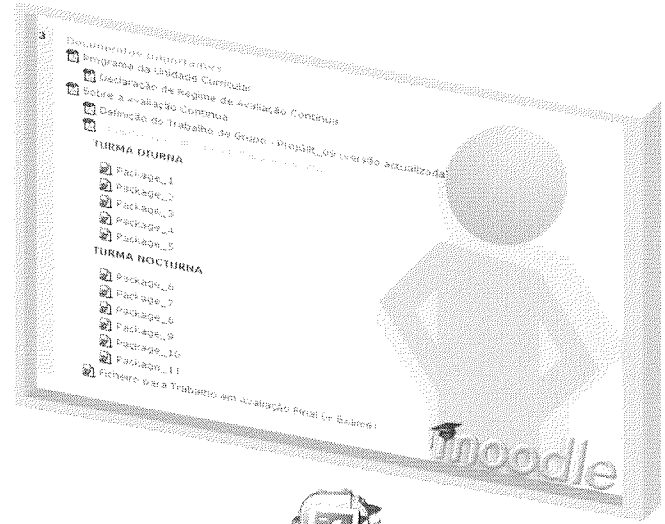 3
Documentos Importantes
Programa da Unidade Curricular
Declaração de Regime de Avaliação Contínua
Sobre a Avaliação Contínua
Definição do Trabalho de Grupo - (versão actualizada)
TURMA DIURNA
Package_1
Package_2
Package_3
Package_4
Package_5
TURMA NOCTURNA
Package_6
Package_7
Package_8
Package_9
Package_10
Package_11
Ficheiro para Trabalho em Avaliação Final (+ Exame)
moodle